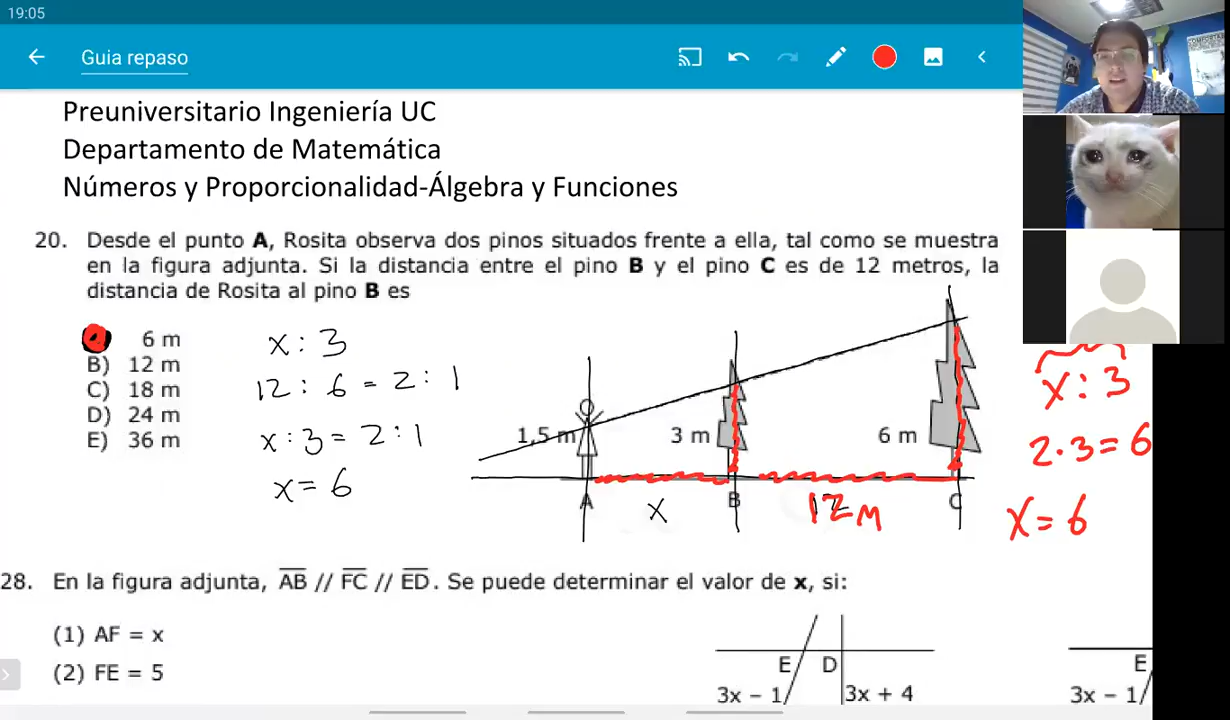 19:05
Guia repaso
Preuniversitario Ingeniería UC
Departamento de Matemática
Números y Proporcionalidad-Álgebra y Funciones
20. Desde el punto A, Rosita observa dos pinos situados frente a ella, tal como se muestra
en la figura adjunta. Si la distancia entre el pino B y el pino C es de 12 metros, la
distancia de Rosita al pino B es
6 m
B) 12 m
C) 18 m
D) 24 m
E) 36 m
x : 3
12 : 6 = 2 : 1
x : 3 = 2 : 1
x = 6
1,5 m
3 m
6 m
A
B
C
x
12 M
x : 3
2 · 3 = 6
x = 6
28. En la figura adjunta, AB // FC // ED. Se puede determinar el valor de x, si:
(1) AF = x
(2) FE = 5
E D
3x − 1
3x + 4
E
3x − 1